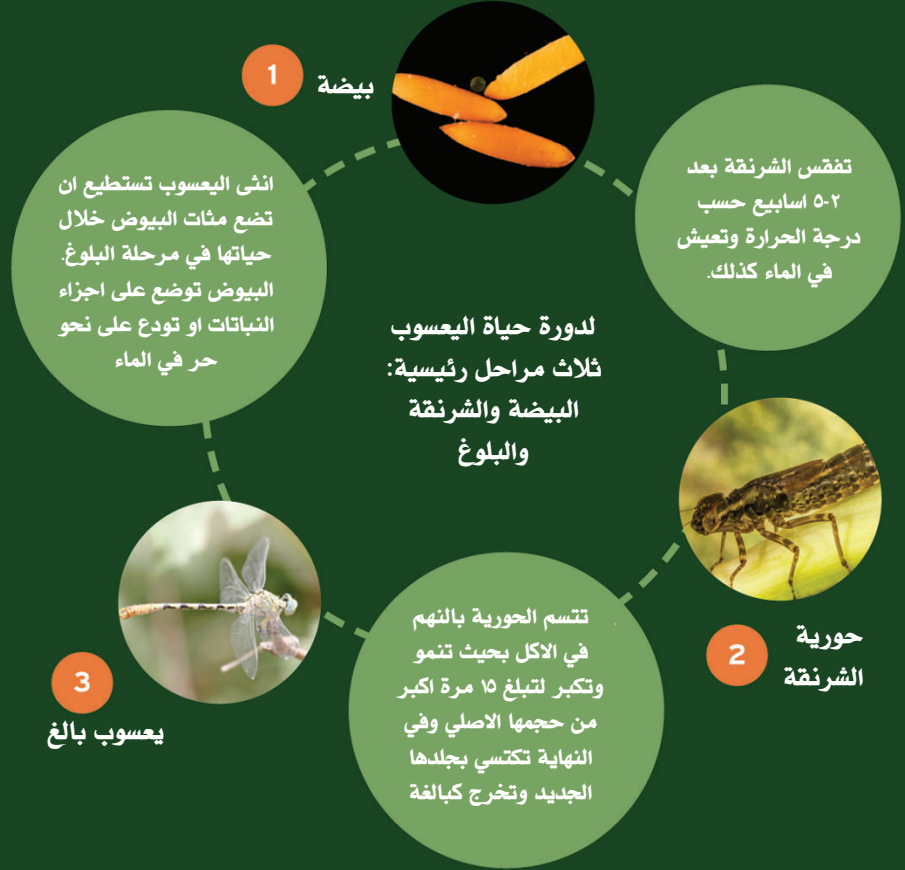 1
بيضة
تفقس الشرنقة بعد
٢-٥ اسابيع حسب
درجة الحرارة وتعيش
في الماء كذلك.
انثى اليعسوب تستطيع ان
تضع مئات البيوض خلال
حياتها في مرحلة البلوغ.
البيوض توضع على اجزاء
النباتات او تودع على نحو
حر في الماء
لدورة حياة اليعسوب
ثلاث مراحل رئيسية:
البيضة والشرنقة
والبلوغ
2
حورية
الشرنقة
تتسم الحورية بالنهم
في الاكل بحيث تنمو
وتكبر لتبلغ ١٥ مرة اكبر
من حجمها الاصلي وفي
النهاية تكتسي بجلدها
الجديد وتخرج كبالغة
3
يعسوب بالغ